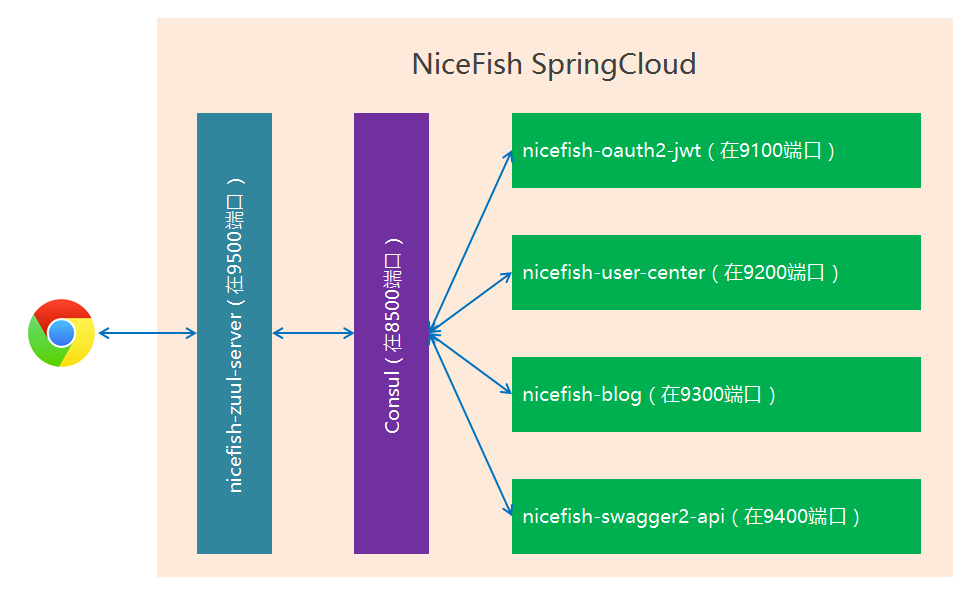 NiceFish SpringCloud
nicefish-zuul-server（在9500端口）
Consul（在8500端口）
nicefish-oauth2-jwt（在9100端口）
nicefish-user-center（在9200端口）
nicefish-blog（在9300端口）
nicefish-swagger2-api（在9400端口）